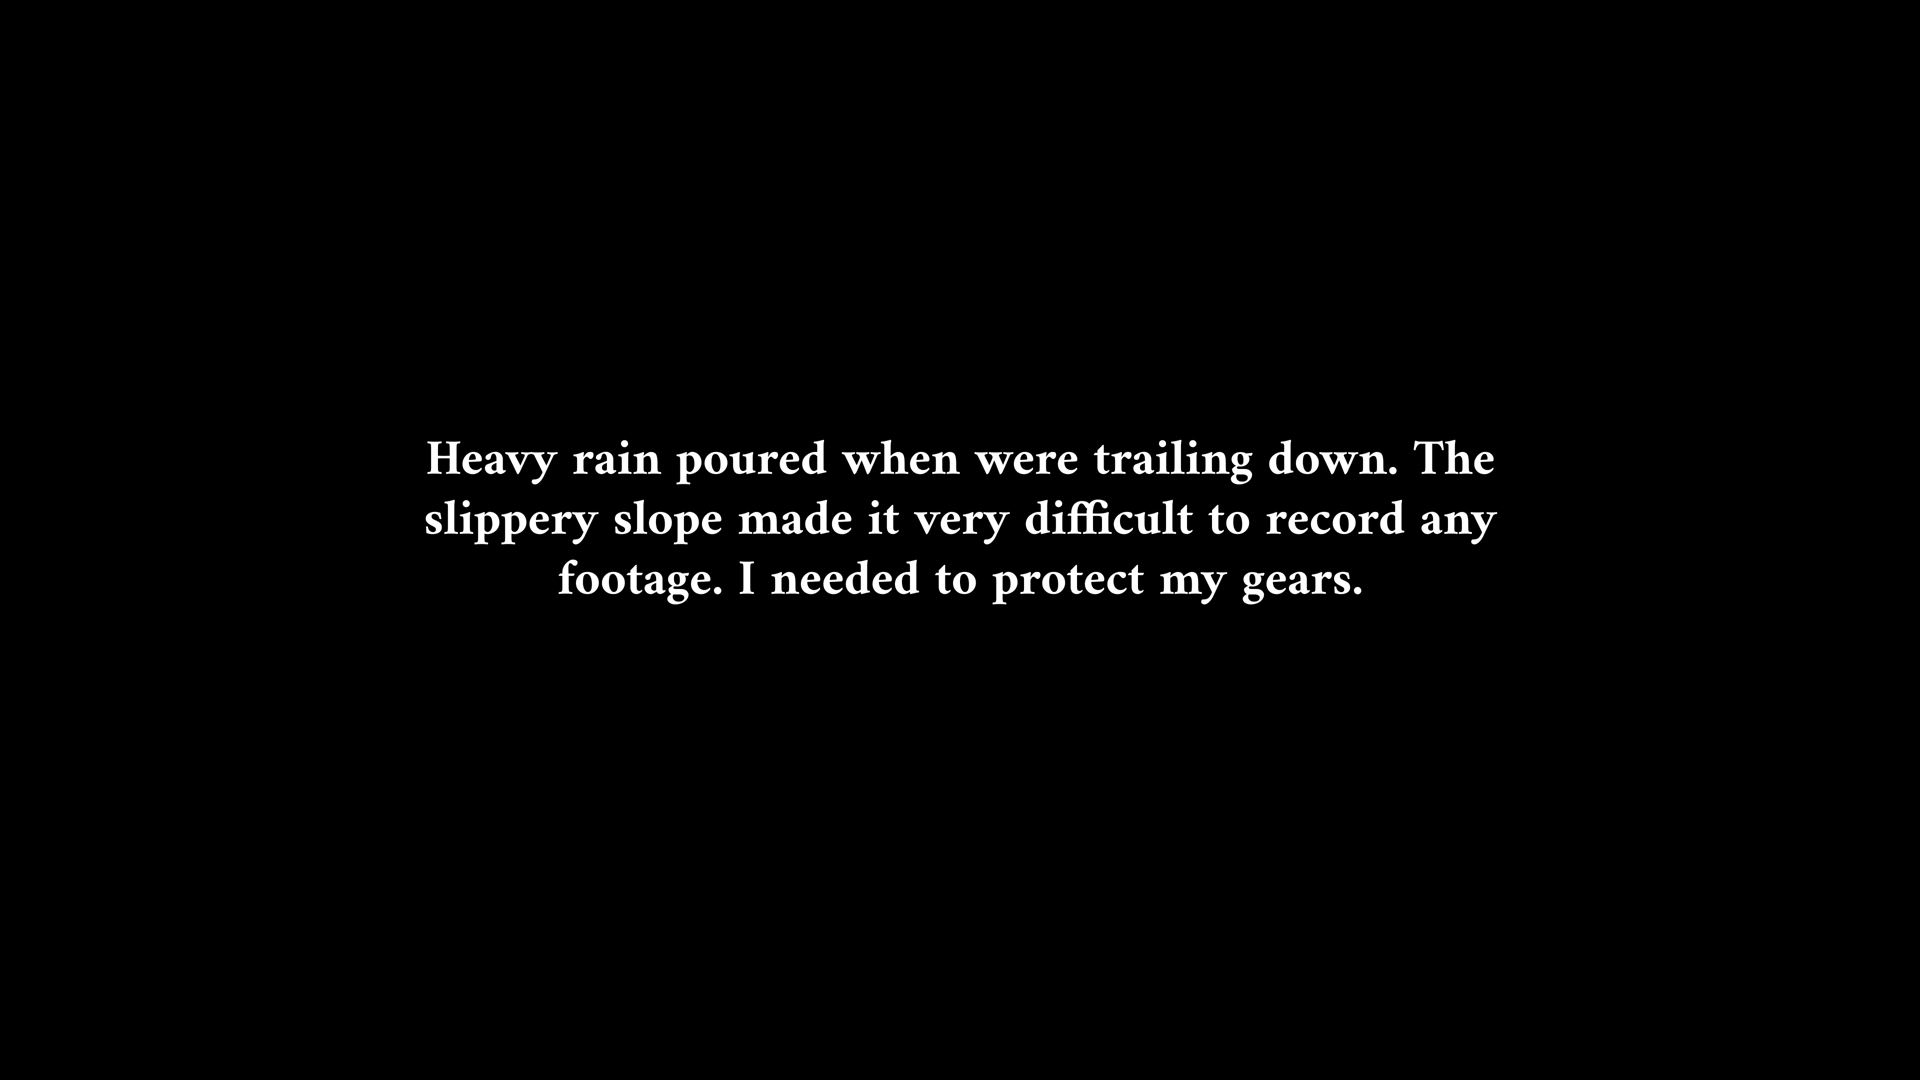 Heavy rain poured when were trailing down. The
slippery slope made it very difficult to record any
footage. I needed to protect my gears.